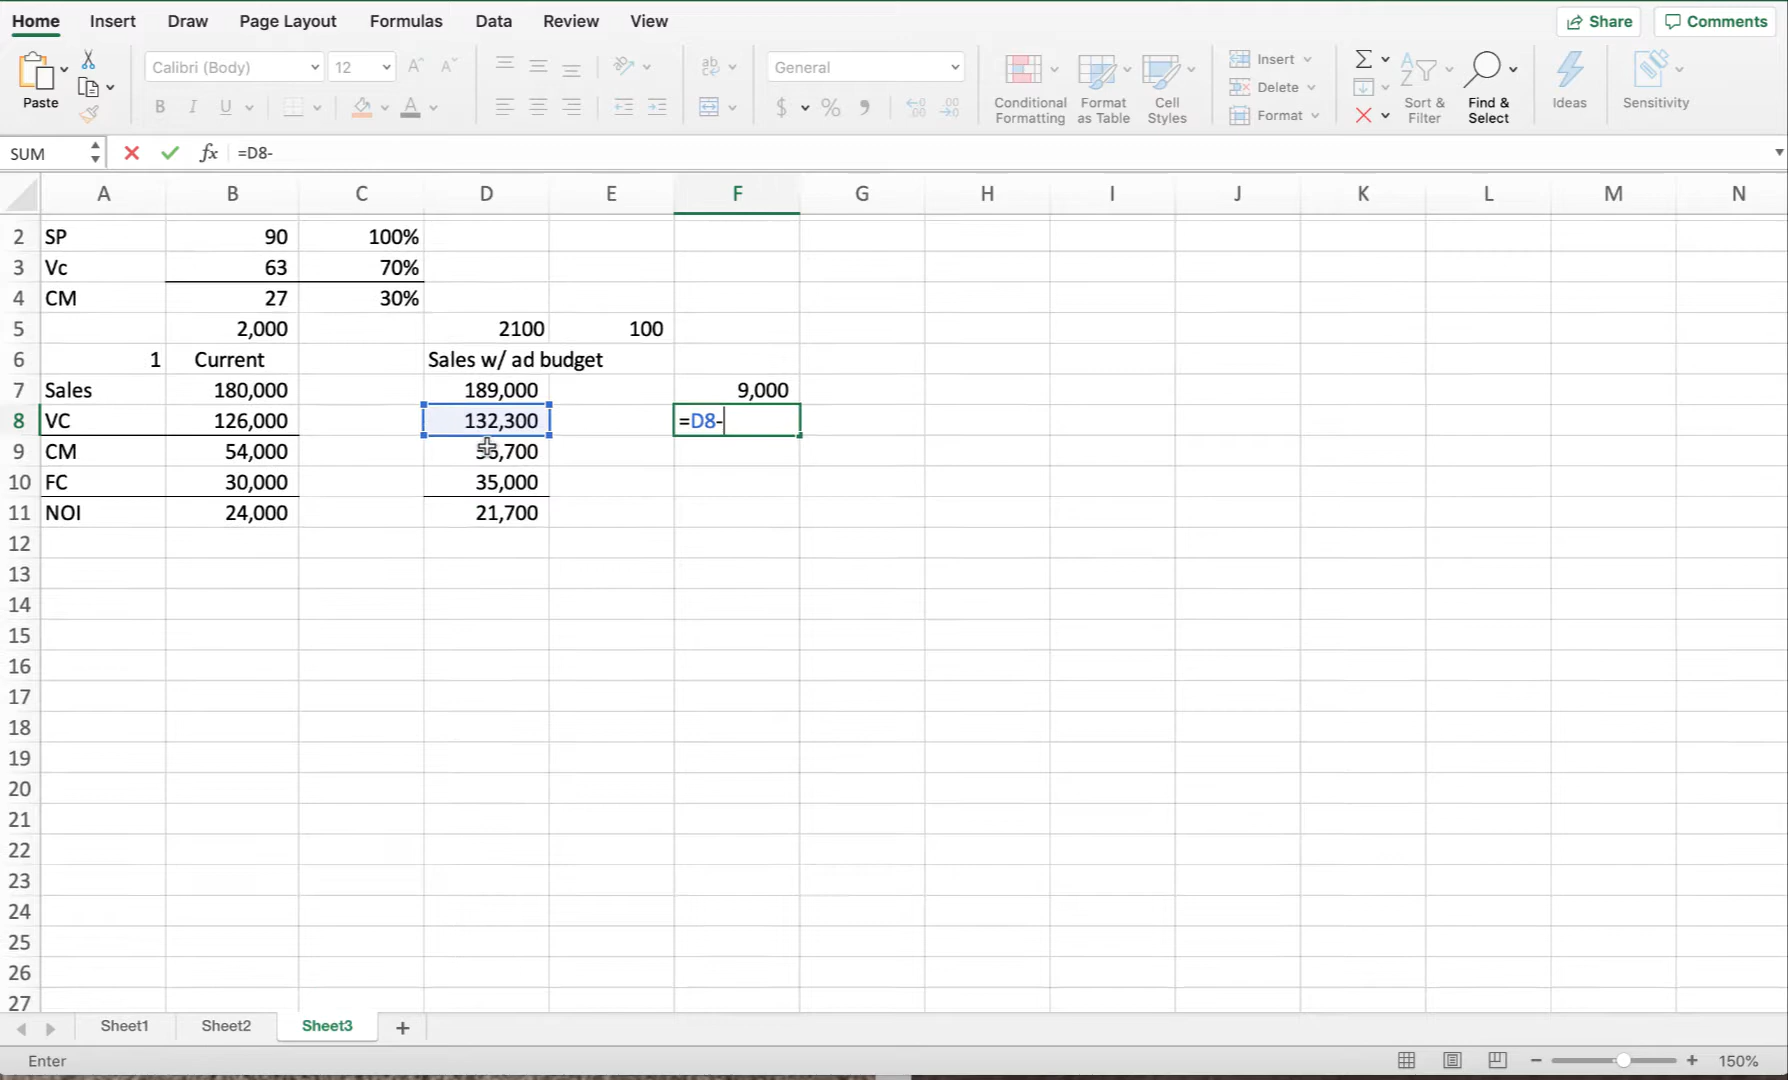 Home Insert Draw Page Layout Formulas Data Review View Share Comments
Paste Calibri (Body) 12 A^ A ab General Insert
$ % Conditional Formatting Format as Table Cell Styles Delete Format Sort & Filter Find & Select Ideas Sensitivity
SUM fx =D8-
A B C D E F G H I J K L M N
2 SP 90 100%
3 Vc 63 70%
4 CM 27 30%
5 2,000 2100 100
6 1 Current Sales w/ ad budget
7 Sales 180,000 189,000 9,000
8 VC 126,000 132,300 =D8-
9 CM 54,000 ,700
10 FC 30,000 35,000
11 NOI 24,000 21,700
12
13
14
15
16
17
18
19
20
21
22
23
24
25
26
27
Sheet1 Sheet2 Sheet3 +
Enter 150%